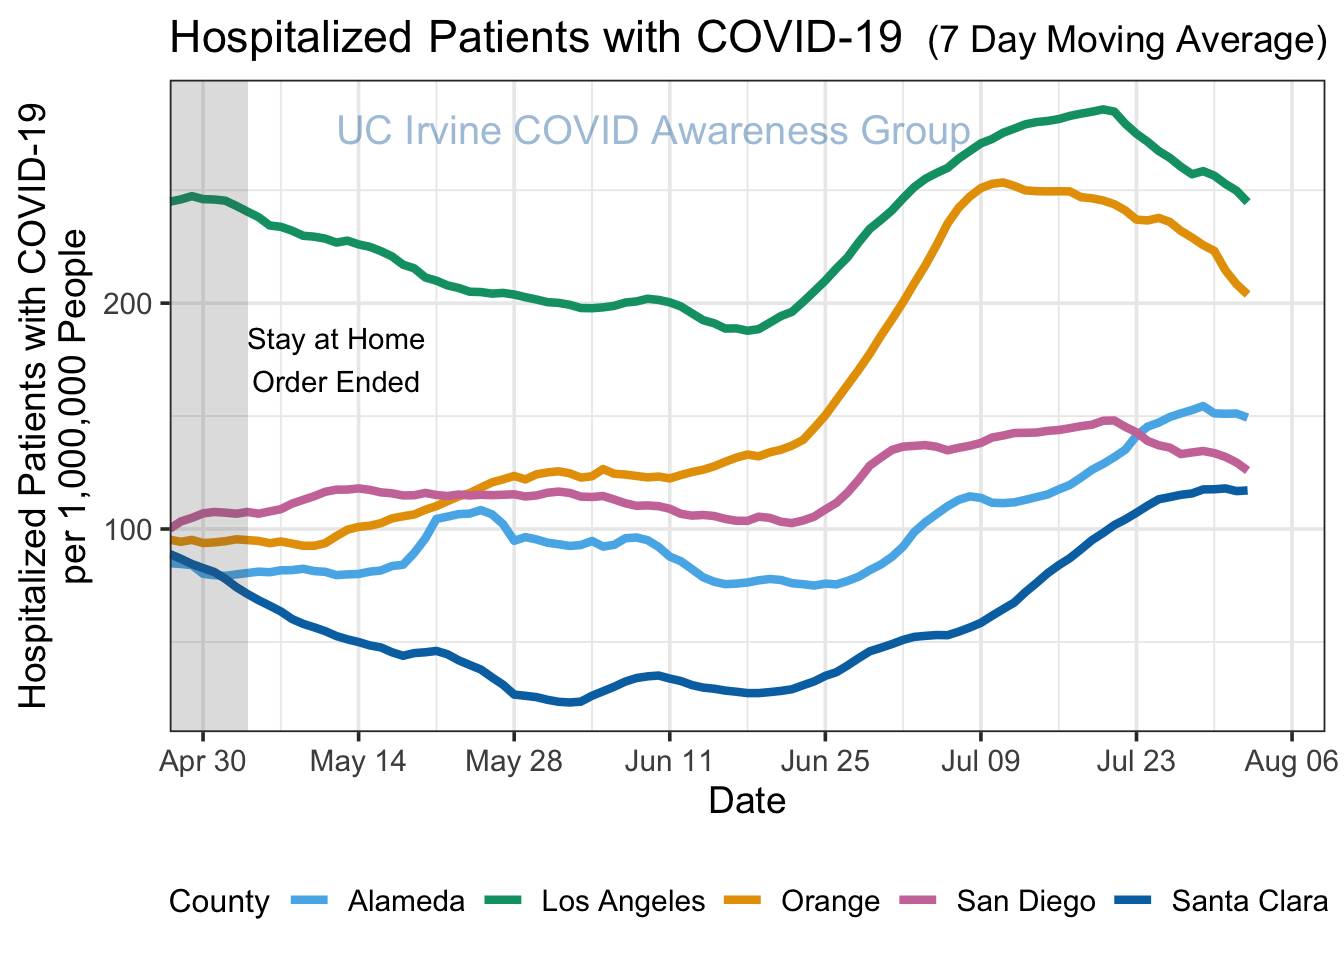 Hospitalized Patients with COVID-19 (7 Day Moving Average)
UC Irvine COVID Awareness Group
Hospitalized Patients with COVID-19
per 1,000,000 People
200
100
Stay at Home
Order Ended
Apr 30 May 14 May 28 Jun 11 Jun 25 Jul 09 Jul 23 Aug 06
Date
County Alameda Los Angeles Orange San Diego Santa Clara